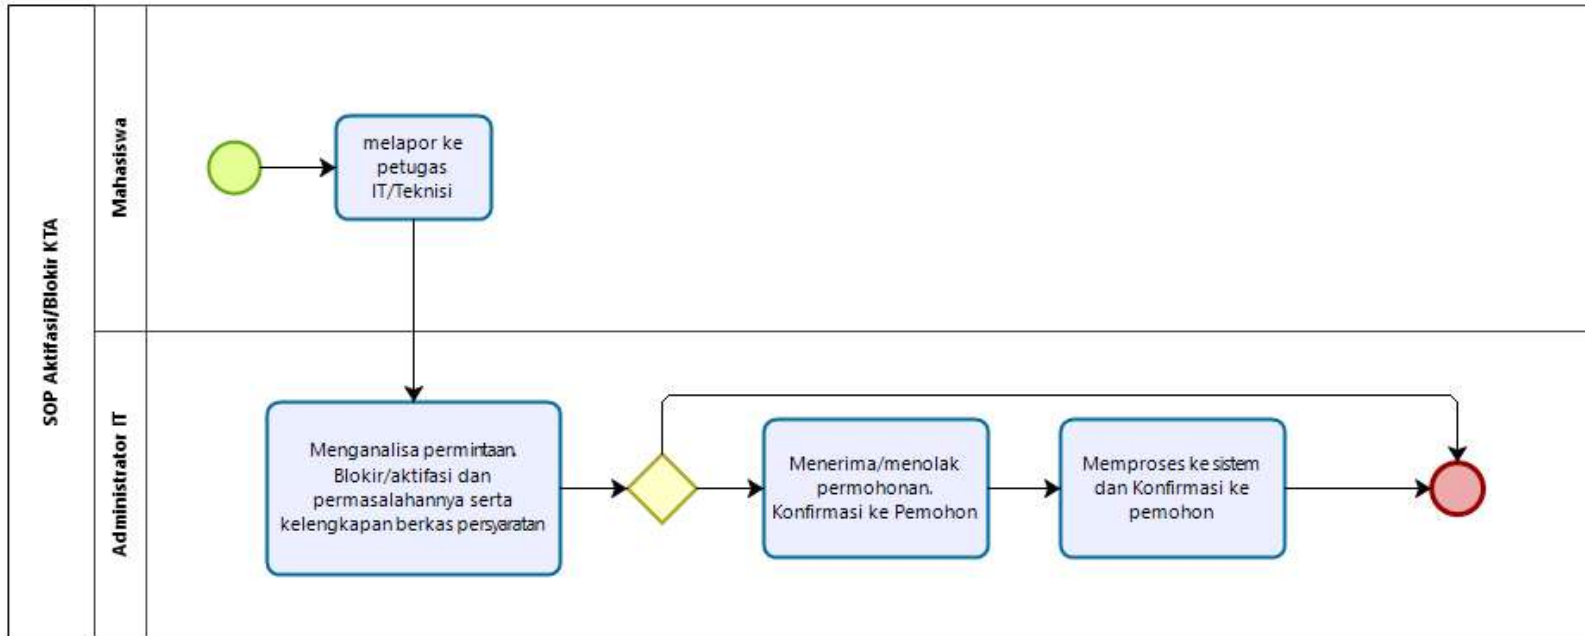 SOP Aktifasi/Blokir KTA
Mahasiswa
melapor ke
petugas
IT/Teknisi
Administrator IT
Menganalisa permintaan.
Blokir/aktifasi dan
permasalahannya serta
kelengkapan berkas persyaratan
Menerima/menolak
permohonan.
Konfirmasi ke Pemohon
Memproses ke sistem
dan Konfirmasi ke
pemohon